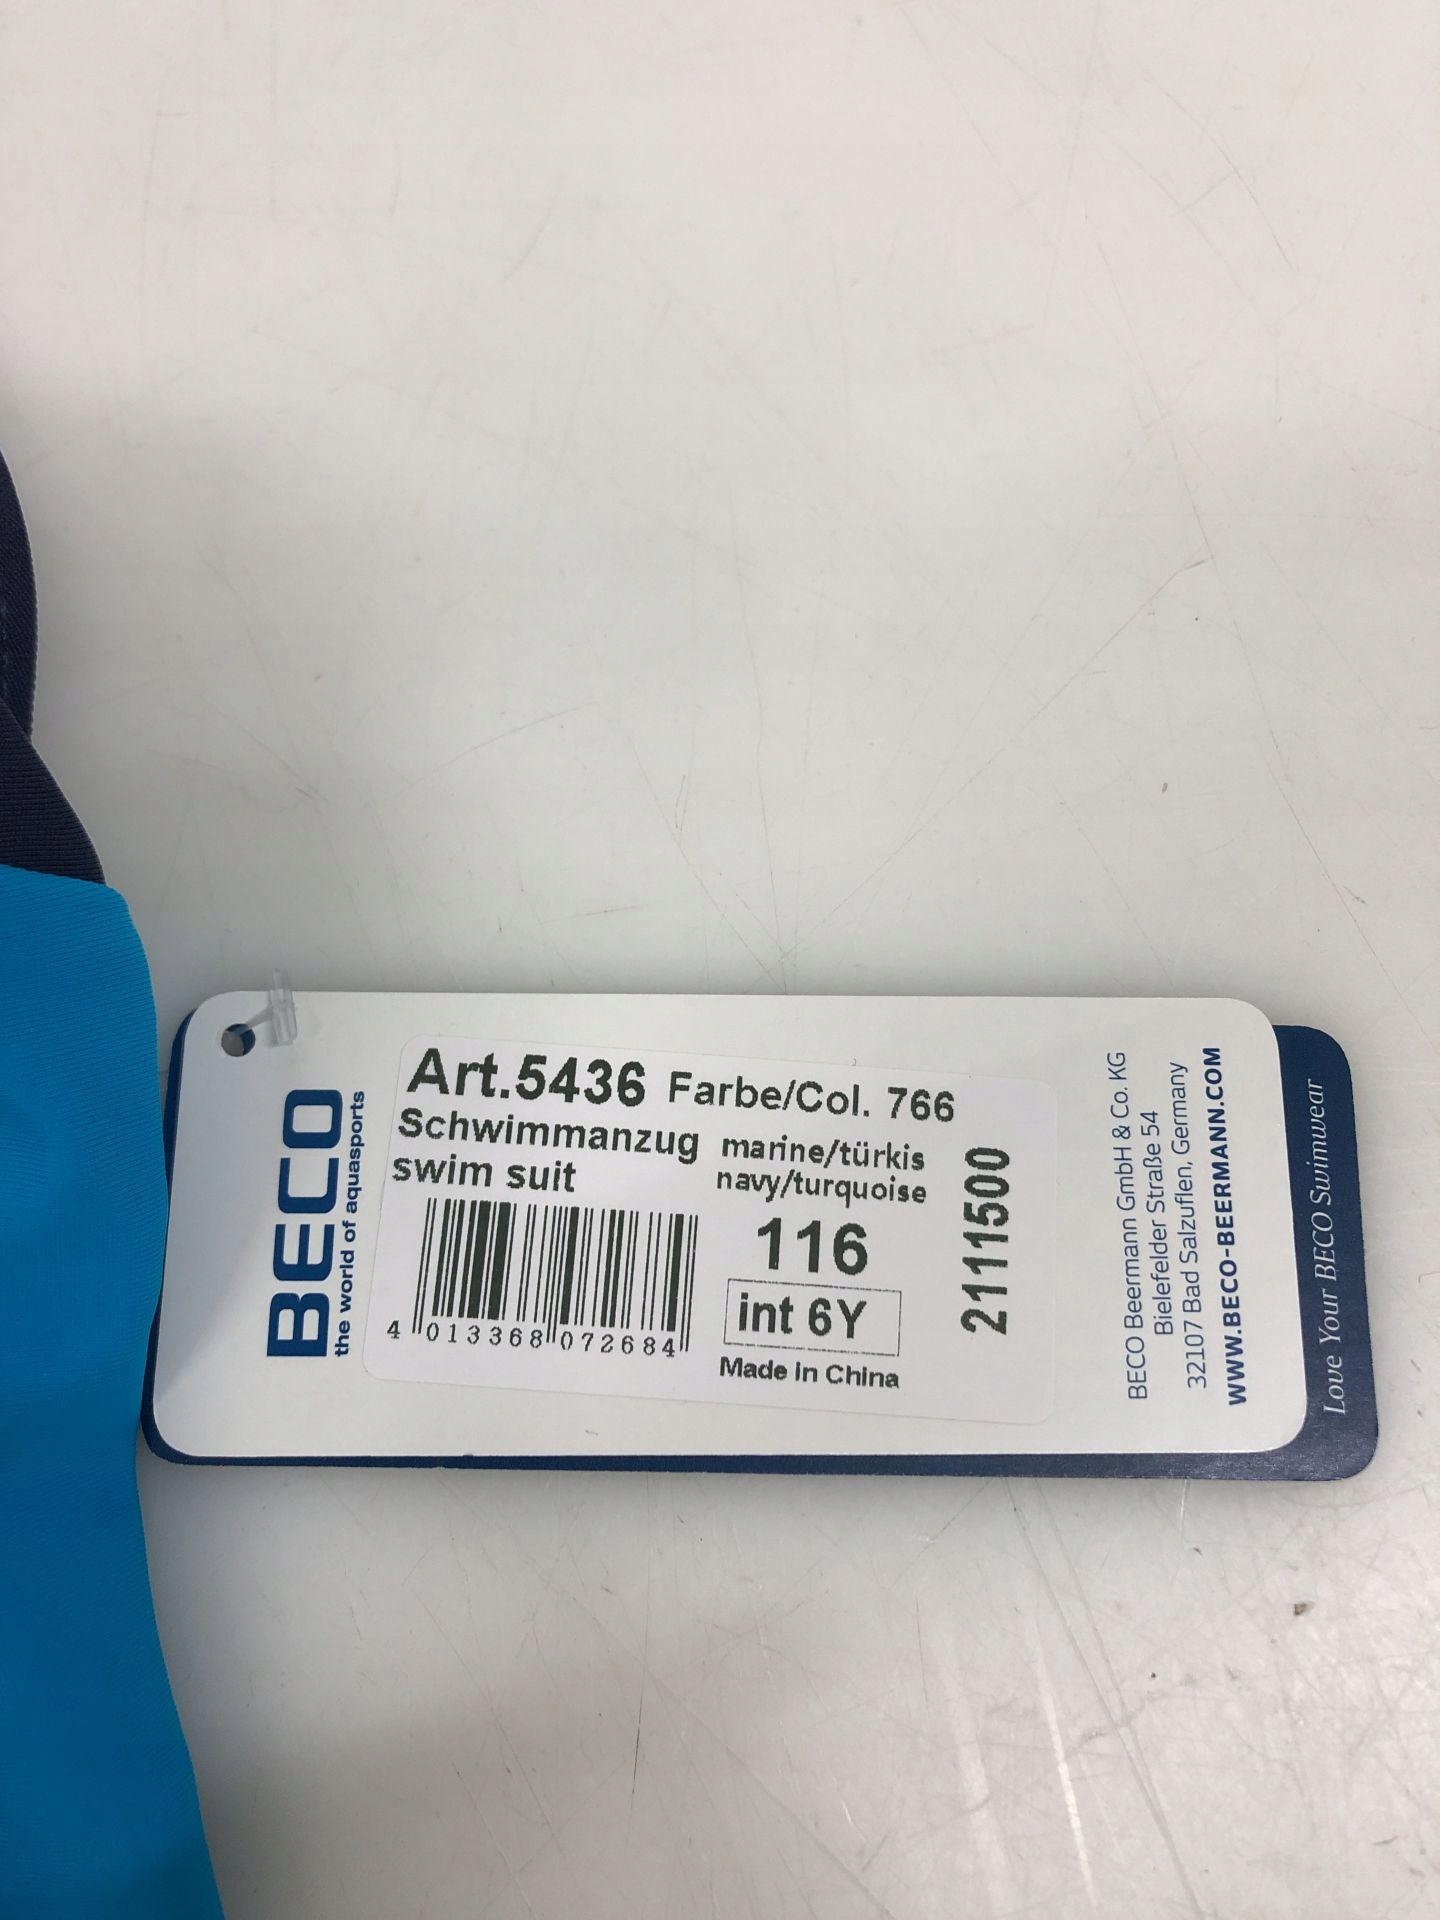 BECO
the world of aquasports
Art.5436 Farbe/Col. 766
Schwimmanzug marine/türkis
swim suit navy/turquoise
116
int 6Y
4 013368 072684
Made in China
2111500
BECO Beermann GmbH & Co. KG
Bielefelder Straße 54
32107 Bad Salzuflen, Germany
WWW.BECO-BEERMANN.COM
Love Your BECO Swimwear